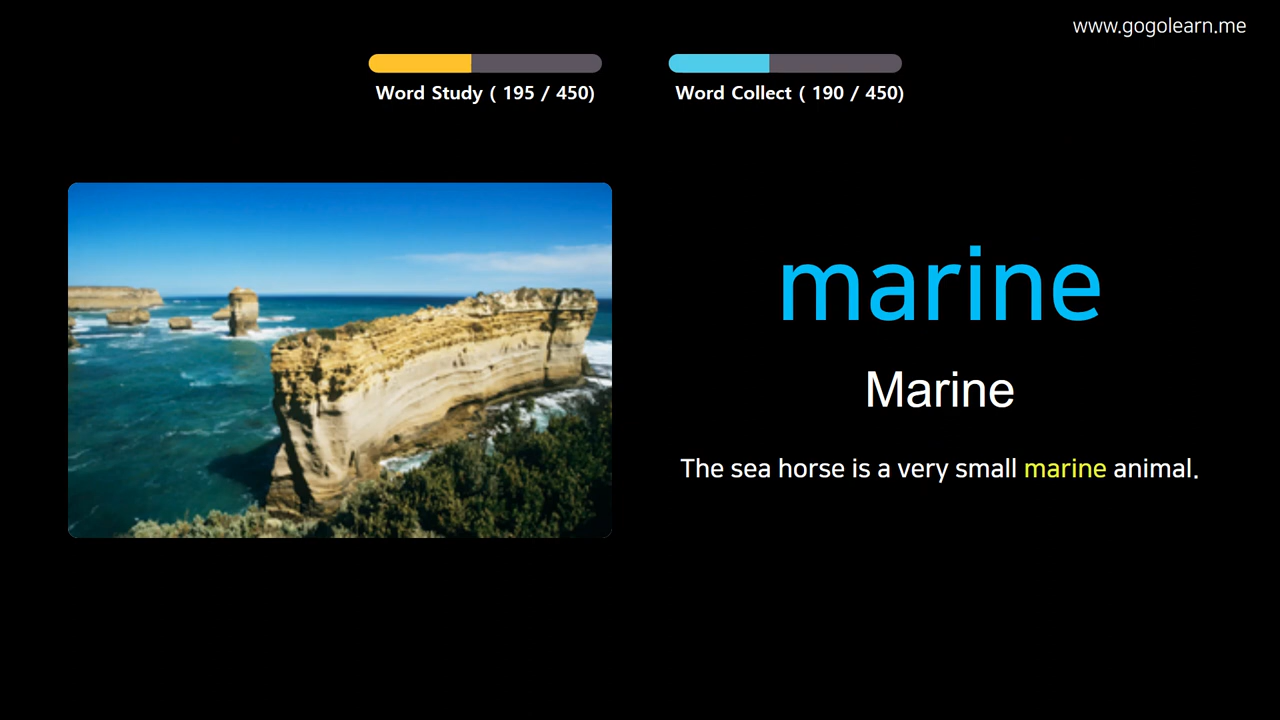 www.gogolearn.me
Word Study ( 195 / 450)
Word Collect ( 190 / 450)
marine
Marine
The sea horse is a very small marine animal.